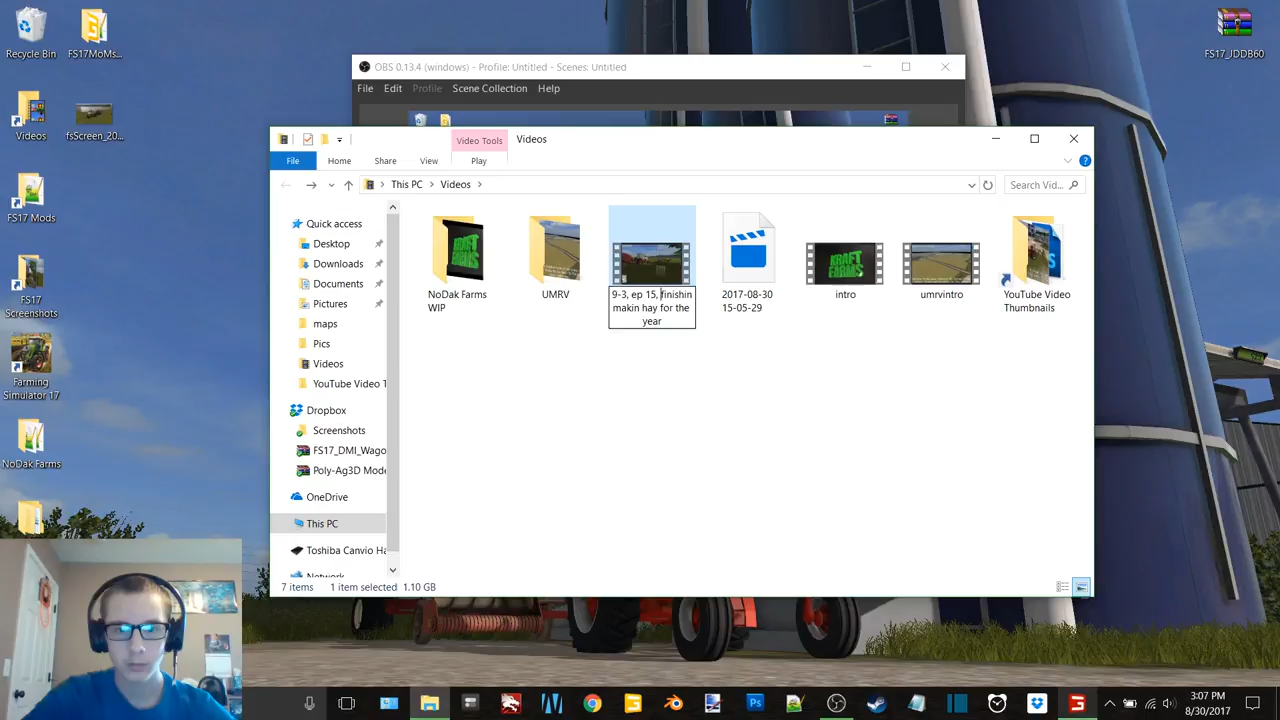 Recycle Bin
FS17MoMs...
FS17_JDDB60
OBS 0.13.4 (windows) - Profile: Untitled - Scenes: Untitled
File Edit Profile Scene Collection Help
Videos
fsScreen_20...
Video Tools
Videos
File Home Share View Play
This PC
Videos
Search Vid...
FS17 Mods
Quick access
Desktop
Downloads
Documents
Pictures
maps
Pics
Videos
YouTube Video T
Dropbox
Screenshots
FS17_DMI_Wago
Poly-Ag3D Mode
OneDrive
This PC
Toshiba Canvio Ha
Network
NoDak Farms
WIP
UMRV
9-3, ep 15, finishin
makin hay for the
year
2017-08-30
15-05-29
KRAFT
FARMS
intro
umrvintro
YouTube Video
Thumbnails
FS17
Screenshots
Farming
Simulator 17
NoDak Farms
7 items 1 item selected 1.10 GB
3:07 PM
8/30/2017